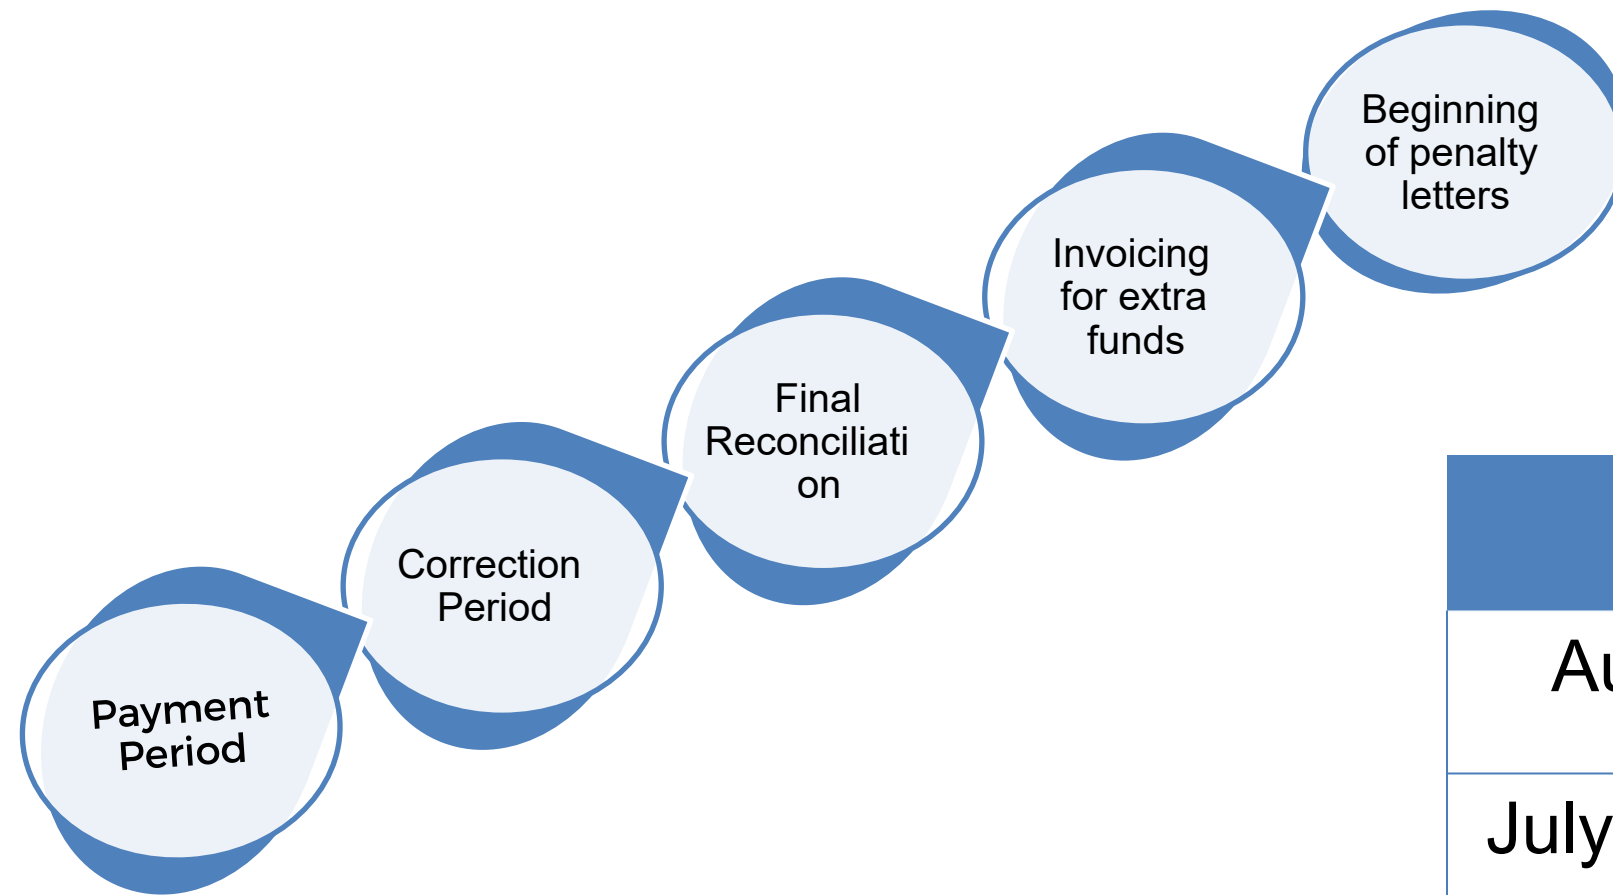 Beginning
of penalty
letters
Invoicing
for extra
funds
Final
Reconciliati
on
Correction
Period
Payment
Period
July